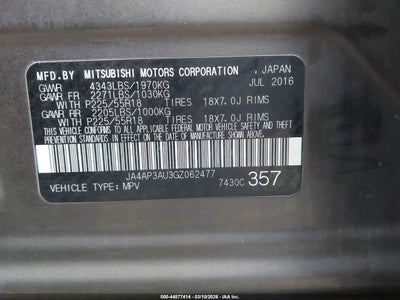 MFD.BY MITSUBISHI MOTORS CORPORATION , JAPAN
GVWR 4343LBS/1970KG JUL 2016
GAWR FR 2271LBS/1030KG
WITH P225/55R18 TIRES 18X7.0J RIMS
GAWR RR 2205LBS/1000KG
WITH P225/55R18 TIRES 18X7.0J RIMS
THIS VEHICLE CONFORMS TO ALL APPLICABLE FEDERAL MOTOR VEHICLE SAFETY, BUMPER AND THEFT
PREVENTION STANDARDS IN EFFECT ON THE DATE OF MANUFACTURE SHOWN ABOVE.
JA4AP3AU3GZ062477
VEHICLE TYPE: MPV 7430C 357
000-44577414 - 03/10/2026 -
IAA Inc.